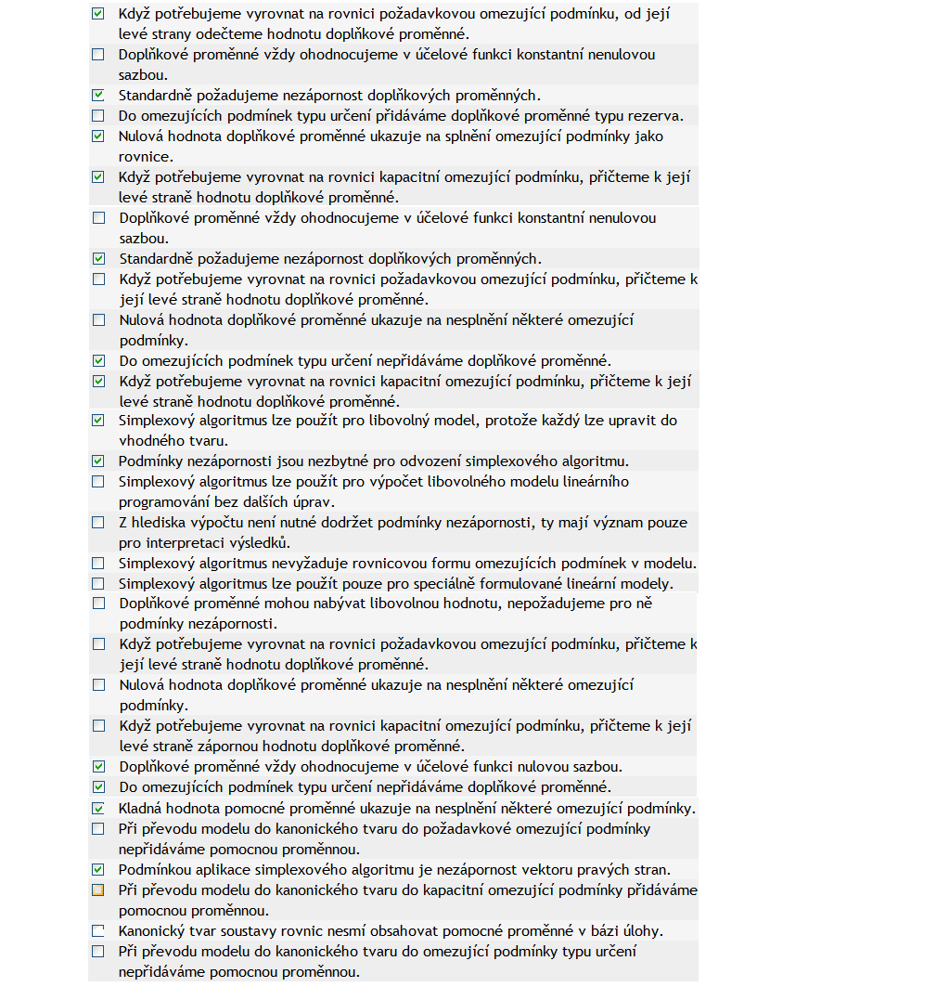 Když potřebujeme vyrovnat na rovnici požadavkovou omezující podmínku, od její
levé strany odečteme hodnotu doplňkové proměnné.
Doplňkové proměnné vždy ohodnocujeme v účelové funkci konstantní nenulovou
sazbou.
Standardně požadujeme nezápornost doplňkových proměnných.
Do omezujících podmínek typu určení přidáváme doplňkové proměnné typu rezerva.
Nulová hodnota doplňkové proměnné ukazuje na splnění omezující podmínky jako
rovnice.
Když potřebujeme vyrovnat na rovnici kapacitní omezující podmínku, přičteme k její
levé straně hodnotu doplňkové proměnné.
Doplňkové proměnné vždy ohodnocujeme v účelové funkci konstantní nenulovou
sazbou.
Standardně požadujeme nezápornost doplňkových proměnných.
Když potřebujeme vyrovnat na rovnici požadavkovou omezující podmínku, přičteme k
její levé straně hodnotu doplňkové proměnné.
Nulová hodnota doplňkové proměnné ukazuje na nesplnění některé omezující
podmínky.
Do omezujících podmínek typu určení nepřidáváme doplňkové proměnné.
Když potřebujeme vyrovnat na rovnici kapacitní omezující podmínku, přičteme k její
levé straně hodnotu doplňkové proměnné.
Simplexový algoritmus lze použít pro libovolný model, protože každý lze upravit do
vhodného tvaru.
Podmínky nezápornosti jsou nezbytné pro odvození simplexového algoritmu.
Simplexový algoritmus lze použít pro výpočet libovolného modelu lineárního
programování bez dalších úprav.
Z hlediska výpočtu není nutné dodržet podmínky nezápornosti, ty mají význam pouze
pro interpretaci výsledků.
Simplexový algoritmus nevyžaduje rovnicovou formu omezujících podmínek v modelu.
Simplexový algoritmus lze použít pouze pro speciálně formulované lineární modely.
Doplňkové proměnné mohou nabývat libovolnou hodnotu, nepožadujeme pro ně
podmínky nezápornosti.
Když potřebujeme vyrovnat na rovnici požadavkovou omezující podmínku, přičteme k
její levé straně hodnotu doplňkové proměnné.
Nulová hodnota doplňkové proměnné ukazuje na nesplnění některé omezující
podmínky.
Když potřebujeme vyrovnat na rovnici kapacitní omezující podmínku, přičteme k její
levé straně zápornou hodnotu doplňkové proměnné.
Doplňkové proměnné vždy ohodnocujeme v účelové funkci nulovou sazbou.
Do omezujících podmínek typu určení nepřidáváme doplňkové proměnné.
Kladná hodnota pomocné proměnné ukazuje na nesplnění některé omezující podmínky.
Při převodu modelu do kanonického tvaru do požadavkové omezující podmínky
nepřidáváme pomocnou proměnnou.
Podmínkou aplikace simplexového algoritmu je nezápornost vektoru pravých stran.
Při převodu modelu do kanonického tvaru do kapacitní omezující podmínky přidáváme
pomocnou proměnnou.
Kanonický tvar soustavy rovnic nesmí obsahovat pomocné proměnné v bázi úlohy.
Při převodu modelu do kanonického tvaru do omezující podmínky typu určení
nepřidáváme pomocnou proměnnou.